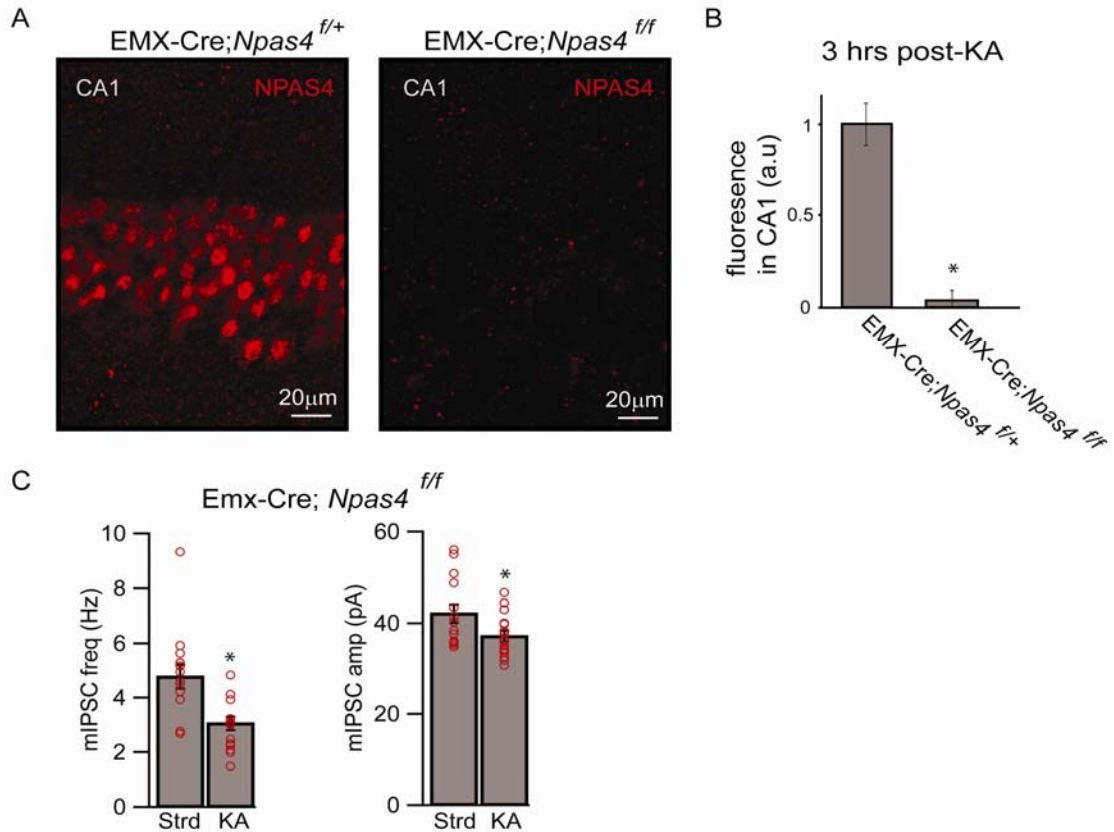 A
EMX-Cre;Npas4 f/+
EMX-Cre;Npas4 f/f
CA1
NPAS4
20μm
CA1
NPAS4
20μm
B
3 hrs post-KA
fluoresence
in CA1 (a.u)
1
0.5
0
*
EMX-Cre;Npas4 f/+
EMX-Cre;Npas4 f/f
C
Emx-Cre; Npas4 f/f
mIPSC freq (Hz)
10
8
6
4
2
0
*
Strd KA
mIPSC amp (pA)
60
40
20
0
*
Strd KA